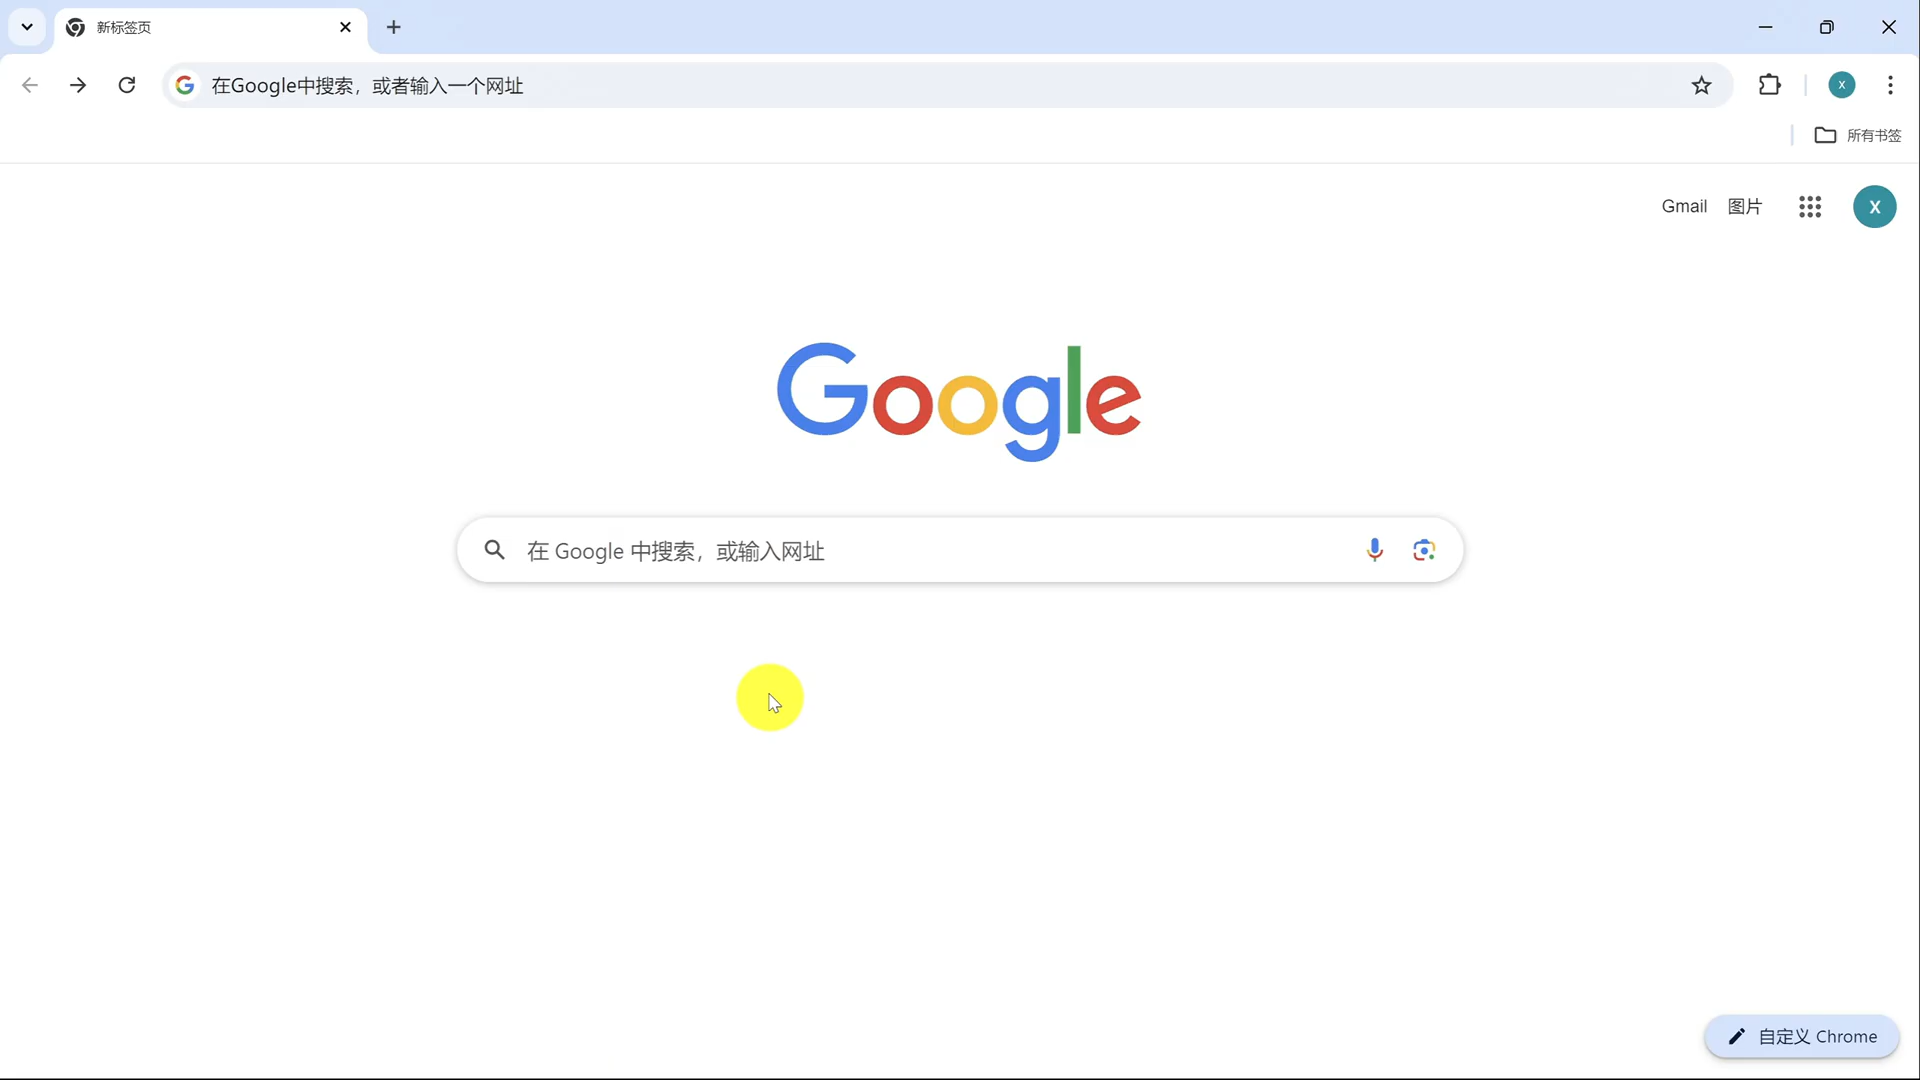 新标签页
在Google中搜索，或者输入一个网址
X
所有书签
Gmail 图片 X
Google
在 Google 中搜索，或输入网址
自定义 Chrome